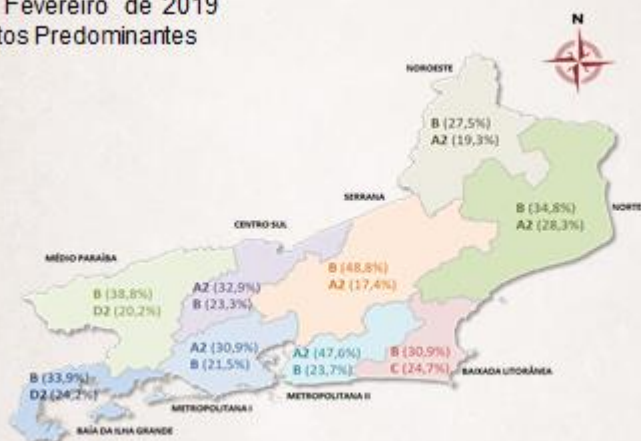 Fevereiro de 2019
tos Predominantes
N
NOROESTE
B (27,5%)
A2 (19,3%)
SERRANA
B (34,8%)
A2 (28,3%)
NORTE
CENTRO SUL
MÉDIO PARAÍBA
B (48,8%)
A2 (17,4%)
A2 (32,9%)
B (23,3%)
B (38,8%)
D2 (20,2%)
A2 (30,9%)
B (21,5%)
A2 (47,6%)
B (23,7%)
B (30,9%)
C (24,7%)
BAIXADA LITORÂNEA
B (33,9%)
D2 (24,2%)
METROPOLITANA II
METROPOLITANA I
BAÍA DA ILHA GRANDE